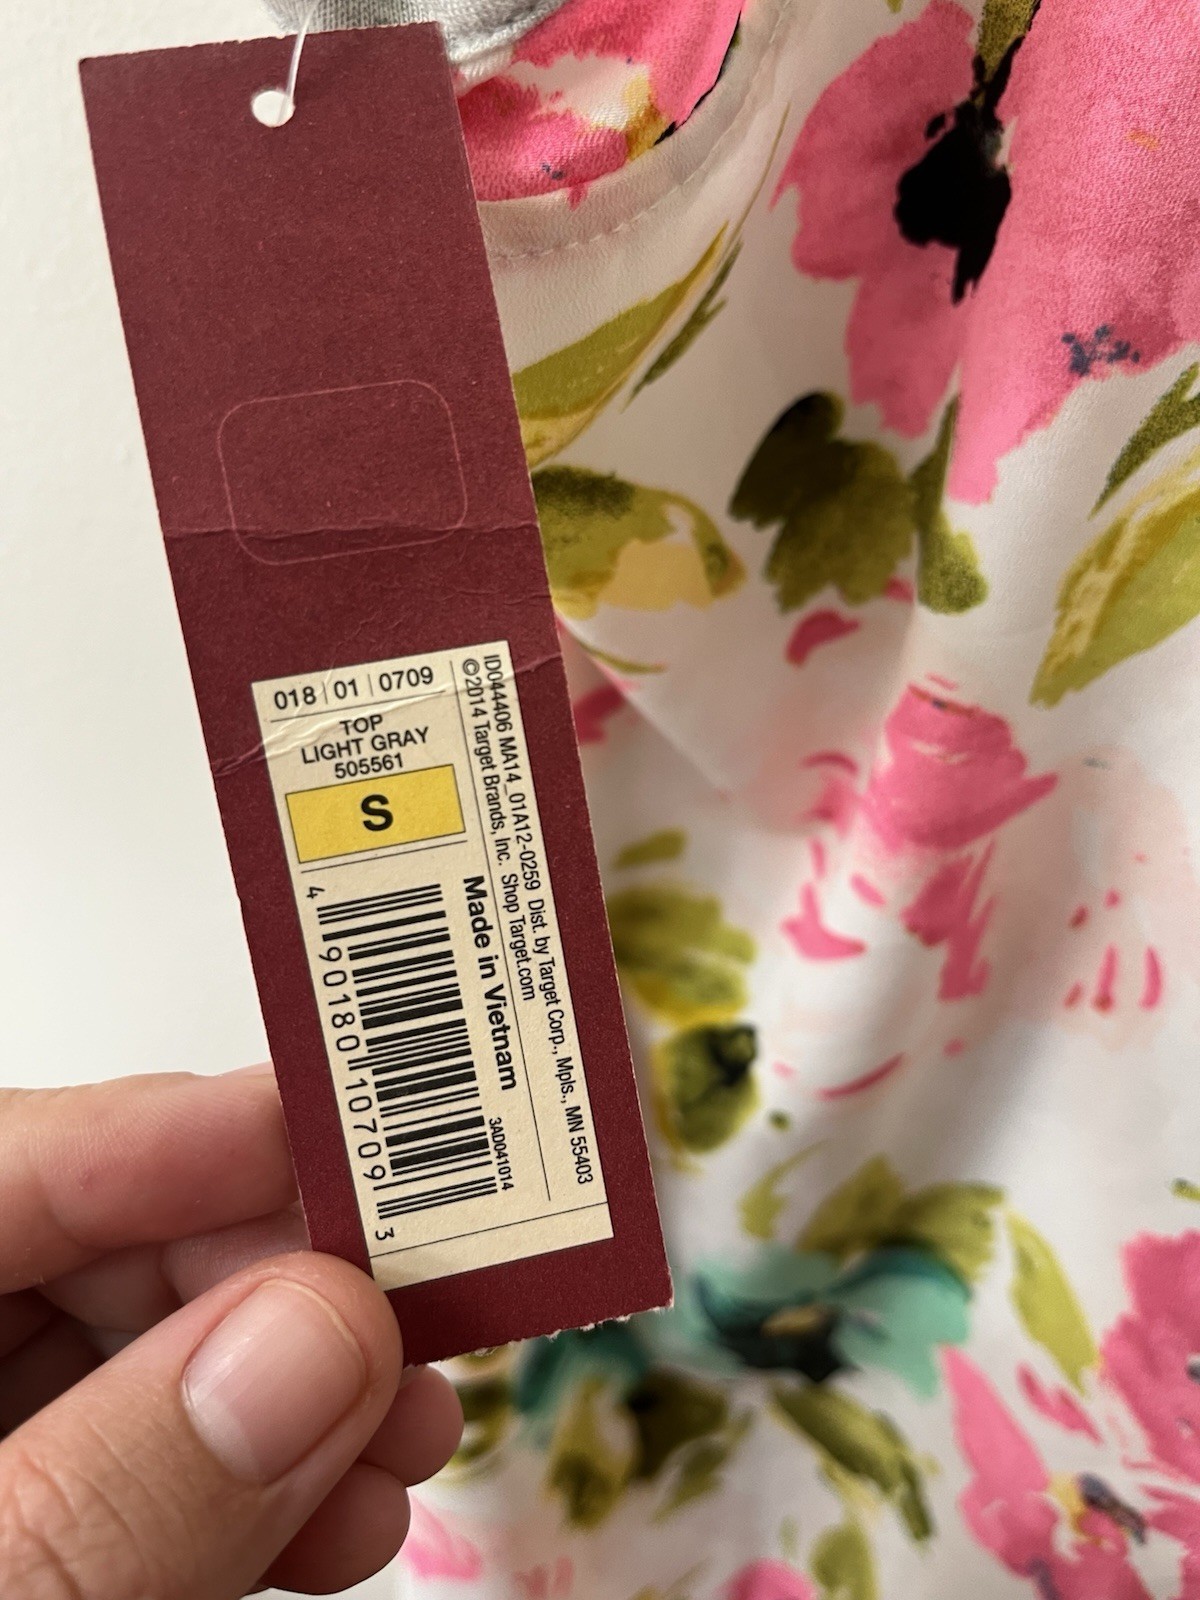 018 | 01 | 0709
TOP
LIGHT GRAY
505561
S
ID044406 MA14_01A12-0259 Dist. by Target Corp., Mpls., MN 55403
©2014 Target Brands, Inc. Shop Target.com
Made in Vietnam
3AD041014
4 90180 10709 3